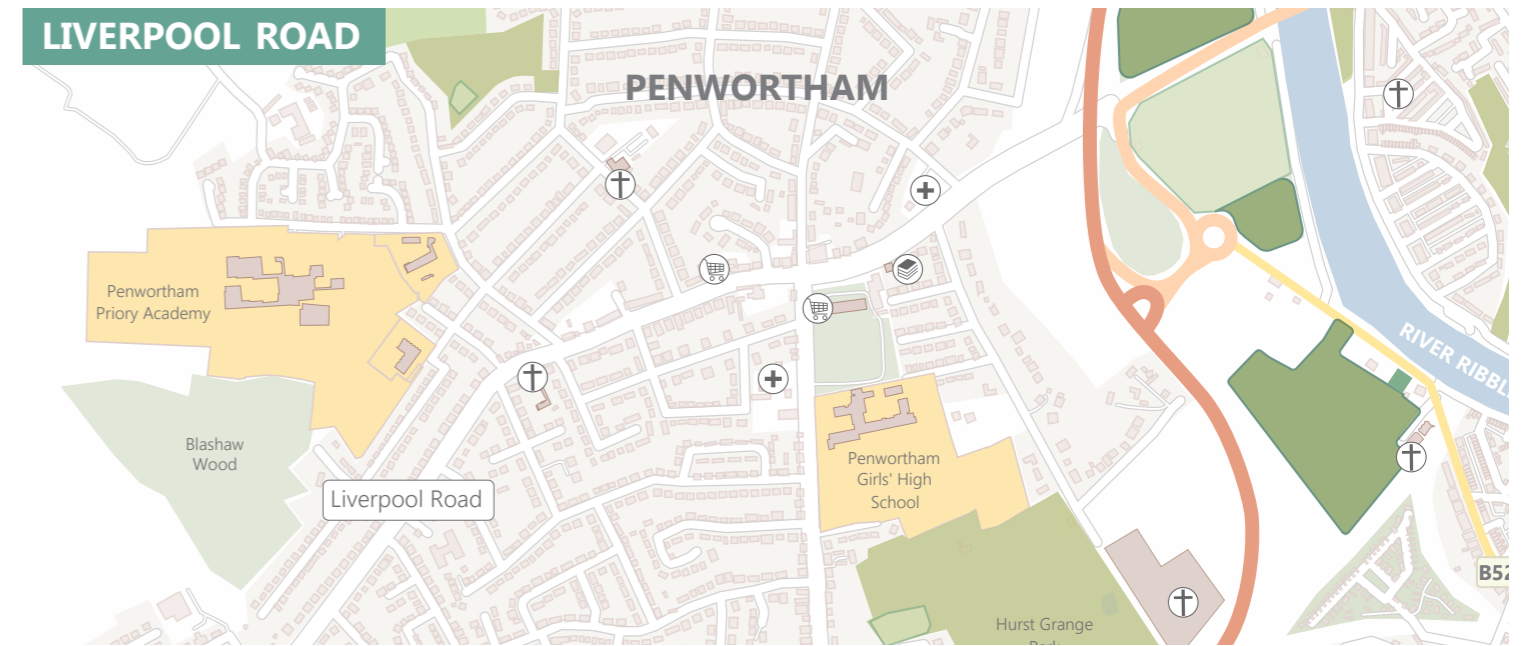 LIVERPOOL ROAD
PENWORTHAM
Penwortham
Priory Academy
RIVER RIBBL
Blashaw
Wood
Penwortham
Girls' High
School
Liverpool Road
B52
Hurst Grange